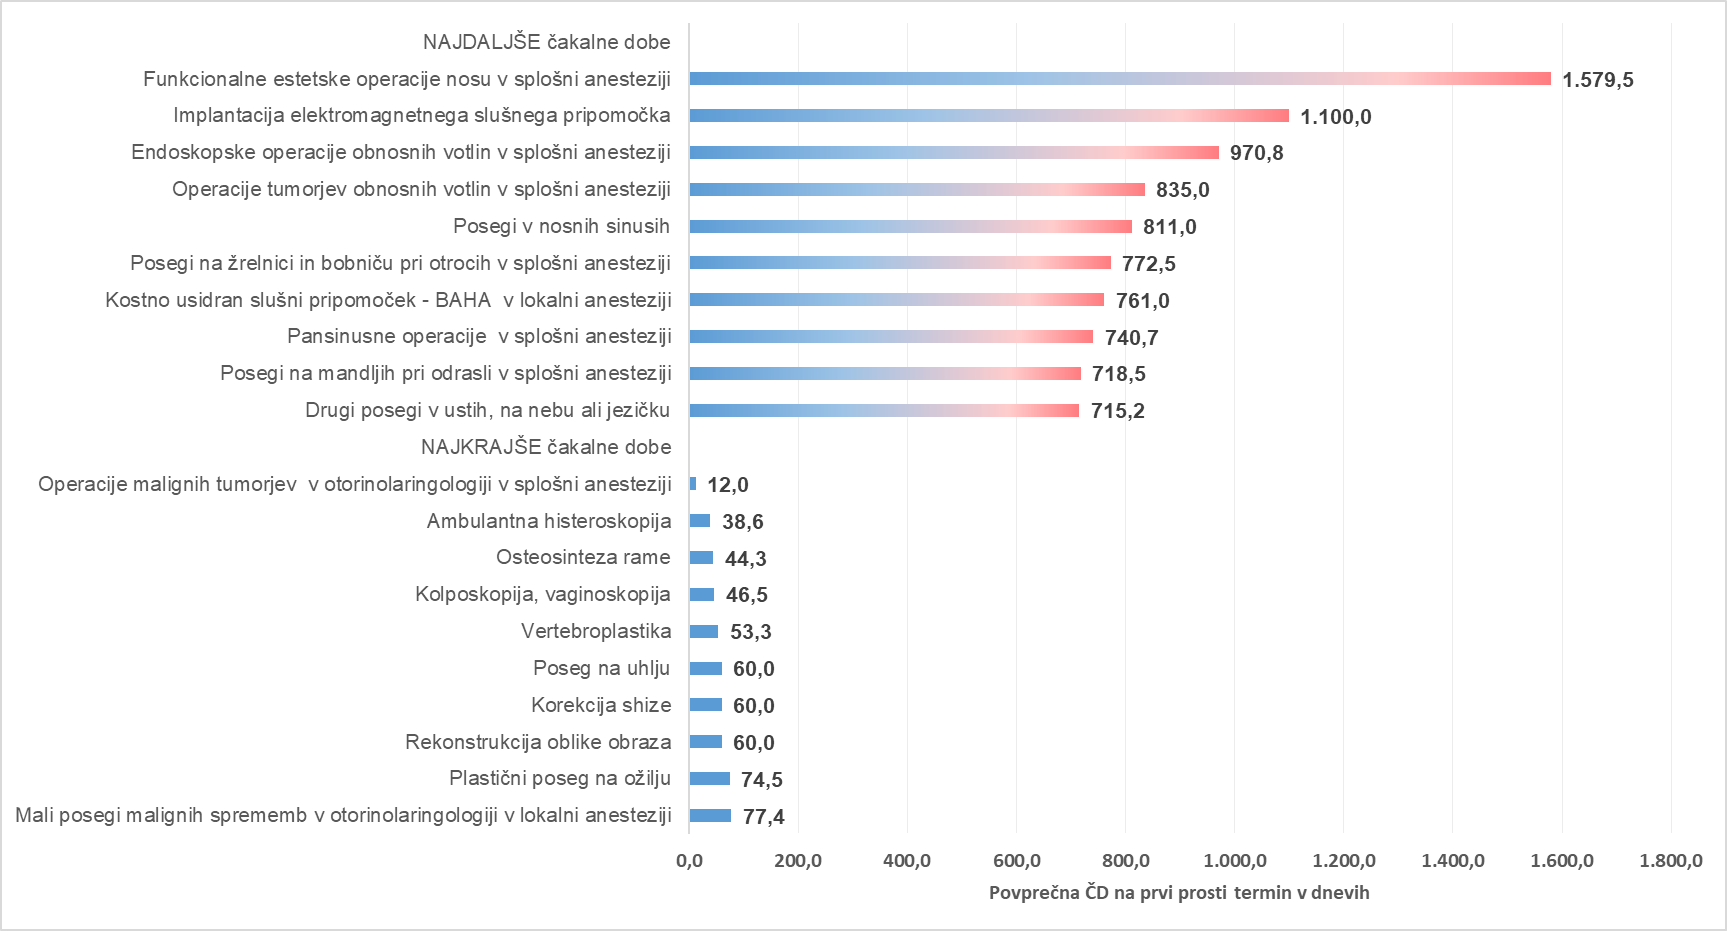 NAJDALJŠE čakalne dobe
Funkcionalne estetske operacije nosu v splošni anesteziji 1.579,5
Implantacija elektromagnetnega slušnega pripomočka 1.100,0
Endoskopske operacije obnosnih votlin v splošni anesteziji 970,8
Operacije tumorjev obnosnih votlin v splošni anesteziji 835,0
Posegi v nosnih sinusih 811,0
Posegi na žrelnici in bobniču pri otrocih v splošni anesteziji 772,5
Kostno usidran slušni pripomoček - BAHA  v lokalni anesteziji 761,0
Pansinusne operacije  v splošni anesteziji 740,7
Posegi na mandljih pri odrasli v splošni anesteziji 718,5
Drugi posegi v ustih, na nebu ali jezičku 715,2
NAJKRAJŠE čakalne dobe
Operacije malignih tumorjev  v otorinolaringologiji v splošni anesteziji 12,0
Ambulantna histeroskopija 38,6
Osteosinteza rame 44,3
Kolposkopija, vaginoskopija 46,5
Vertebroplastika 53,3
Poseg na uhlju 60,0
Korekcija shize 60,0
Rekonstrukcija oblike obraza 60,0
Plastični poseg na ožilju 74,5
Mali posegi malignih sprememb v otorinolaringologiji v lokalni anesteziji 77,4
0,0 200,0 400,0 600,0 800,0 1.000,0 1.200,0 1.400,0 1.600,0 1.800,0
Povprečna ČD na prvi prosti termin v dnevih